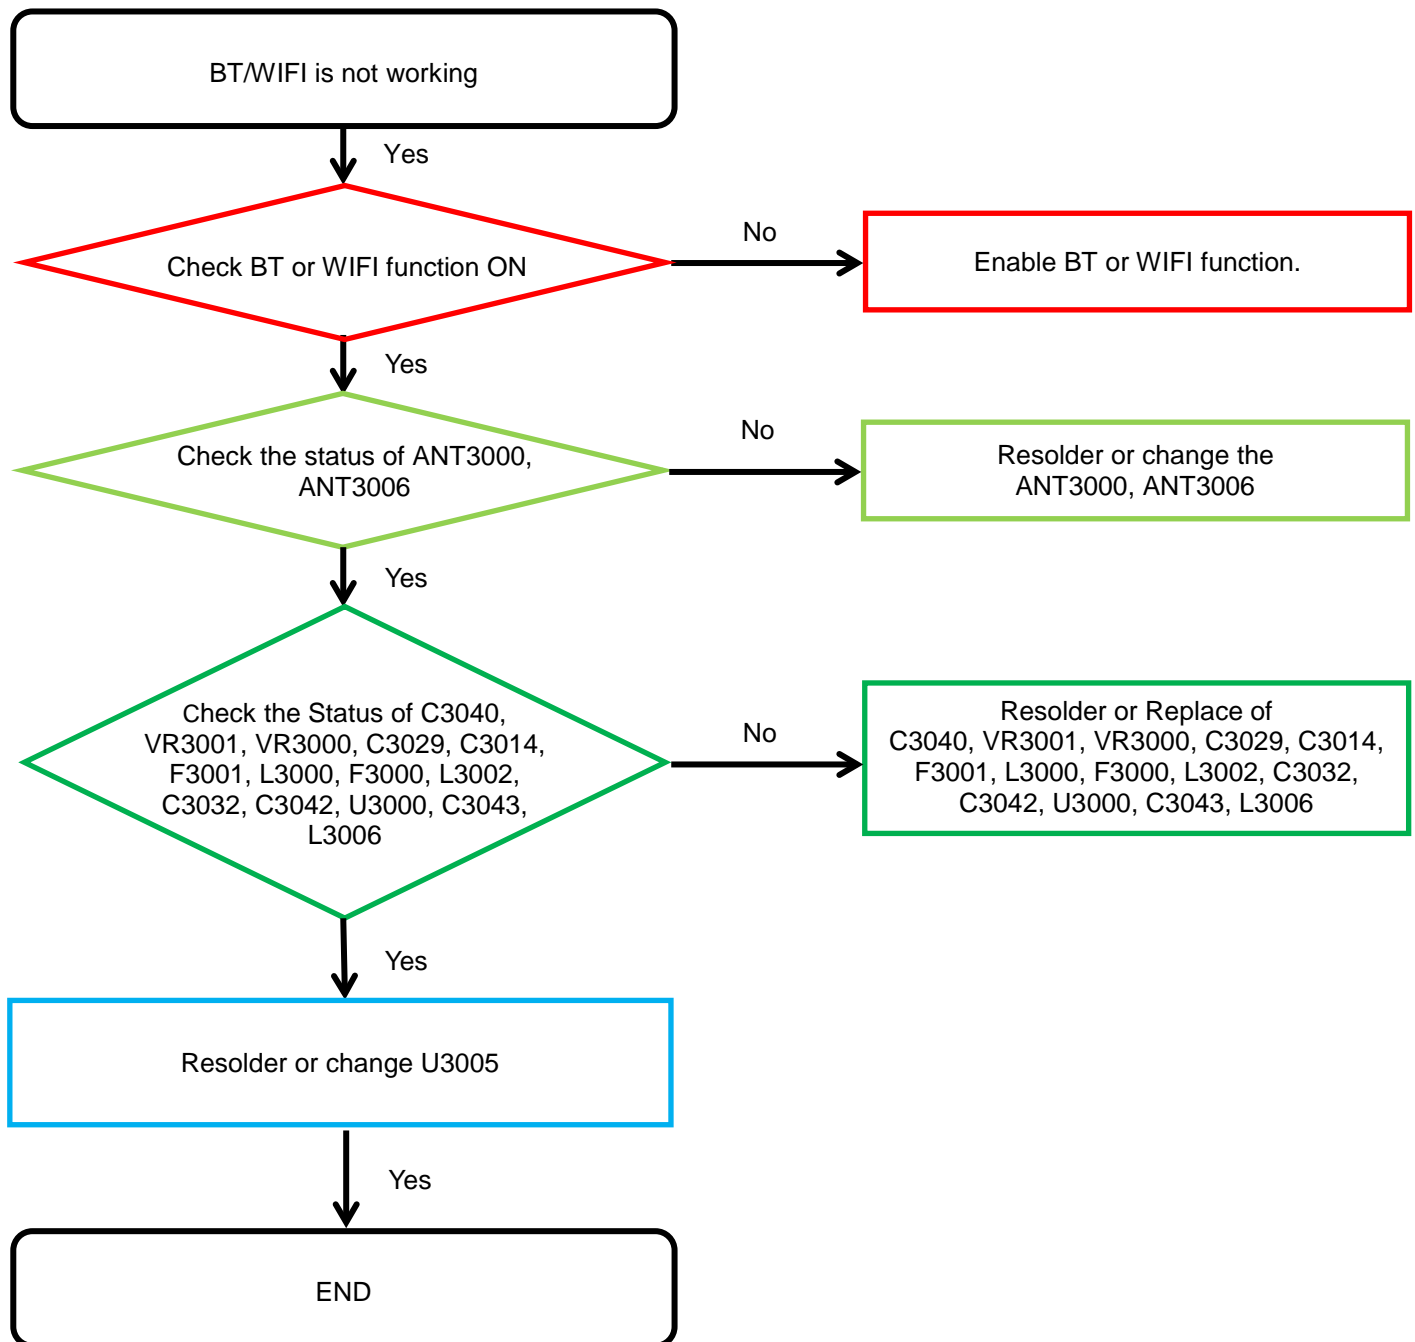 BT/WIFI is not working
Yes
Check BT or WIFI function ON
No
Enable BT or WIFI function.
Yes
Check the status of ANT3000,
ANT3006
No
Resolder or change the
ANT3000, ANT3006
Yes
Check the Status of C3040,
VR3001, VR3000, C3029, C3014,
F3001, L3000, F3000, L3002,
C3032, C3042, U3000, C3043,
L3006
No
Resolder or Replace of
C3040, VR3001, VR3000, C3029, C3014,
F3001, L3000, F3000, L3002, C3032,
C3042, U3000, C3043, L3006
Yes
Resolder or change U3005
Yes
END